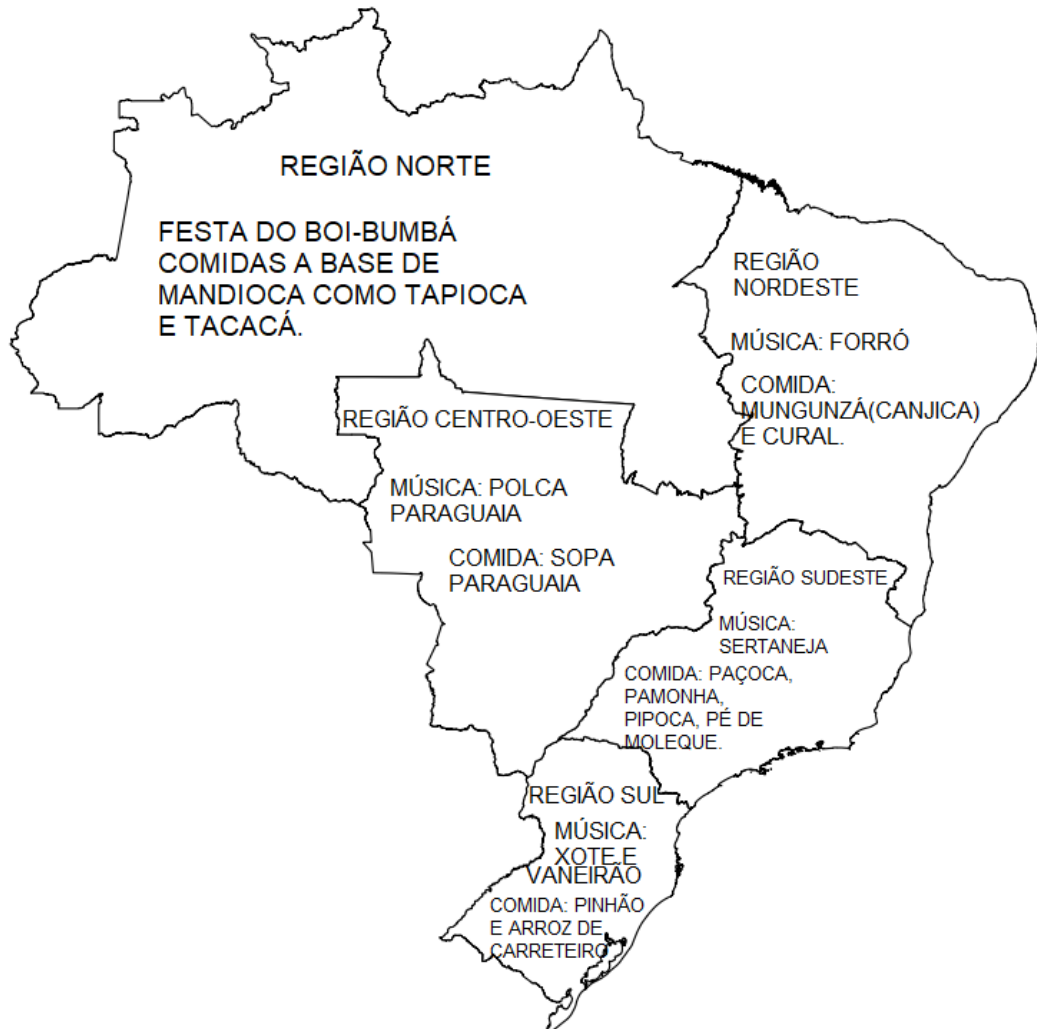 REGIÃO NORTE
FESTA DO BOI-BUMBÁ
COMIDAS A BASE DE
MANDIOCA COMO TAPIOCA
E TACACÁ.
REGIÃO
NORDESTE
MÚSICA: FORRÓ
COMIDA:
MUNGUNZÁ(CANJICA)
E CURAL.
REGIÃO CENTRO-OESTE
MÚSICA: POLCA
PARAGUAIA
COMIDA: SOPA
PARAGUAIA
REGIÃO SUDESTE
MÚSICA:
SERTANEJA
COMIDA: PAÇOCA,
PAMONHA,
PIPOCA, PÉ DE
MOLEQUE.
REGIÃO SUL
MÚSICA:
XOTE E
VANEIRÃO
COMIDA: PINHÃO
E ARROZ DE
CARRETEIRO